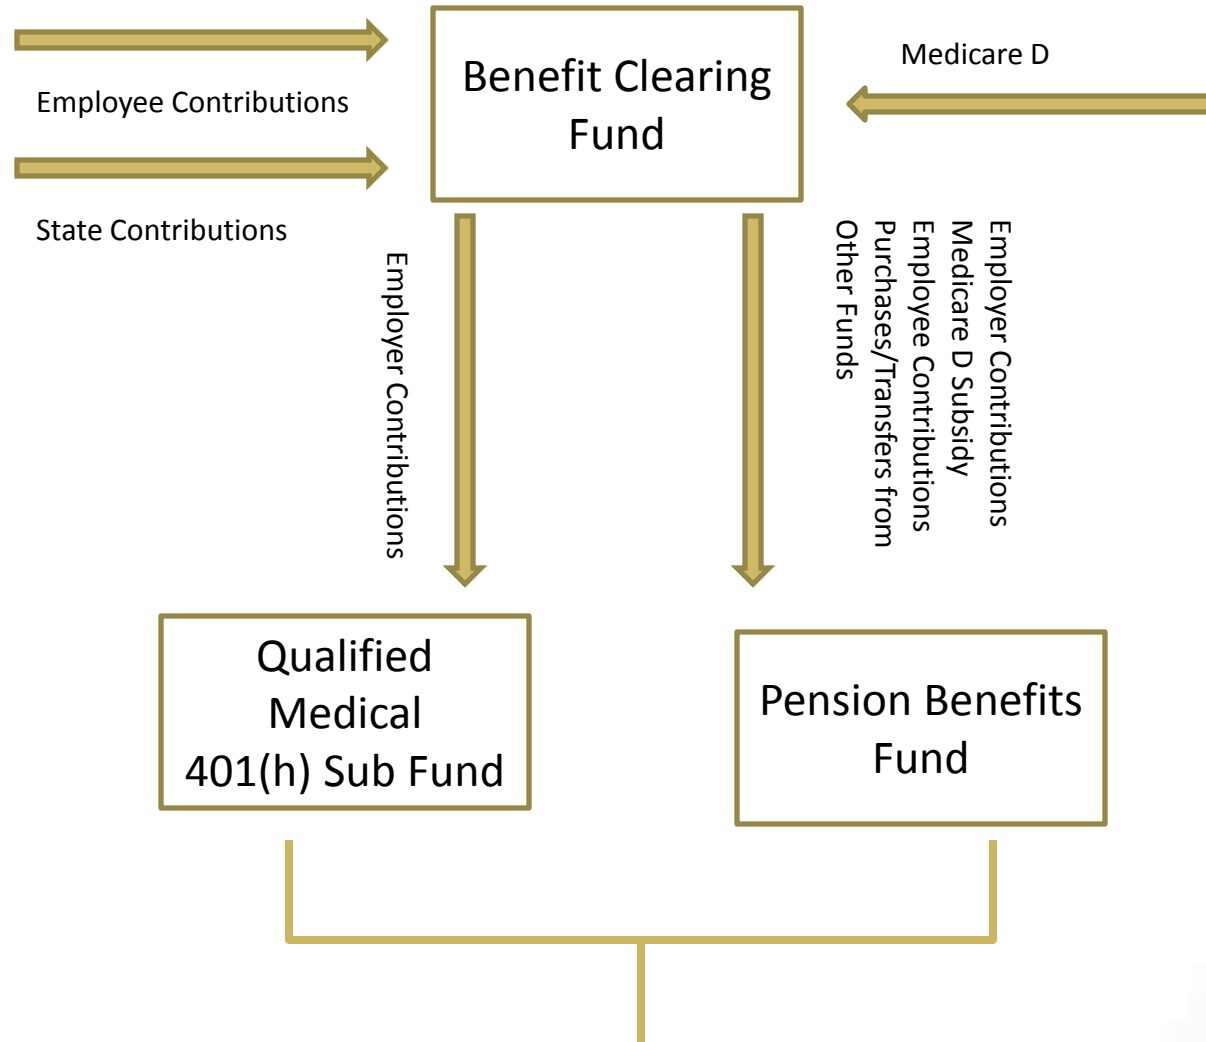 Benefit Clearing
Fund
Medicare D
Employee Contributions
State Contributions
Employer Contributions
Employer Contributions
Medicare D Subsidy
Employee Contributions
Purchases/Transfers from
Other Funds
Qualified
Medical
401(h) Sub Fund
Pension Benefits
Fund